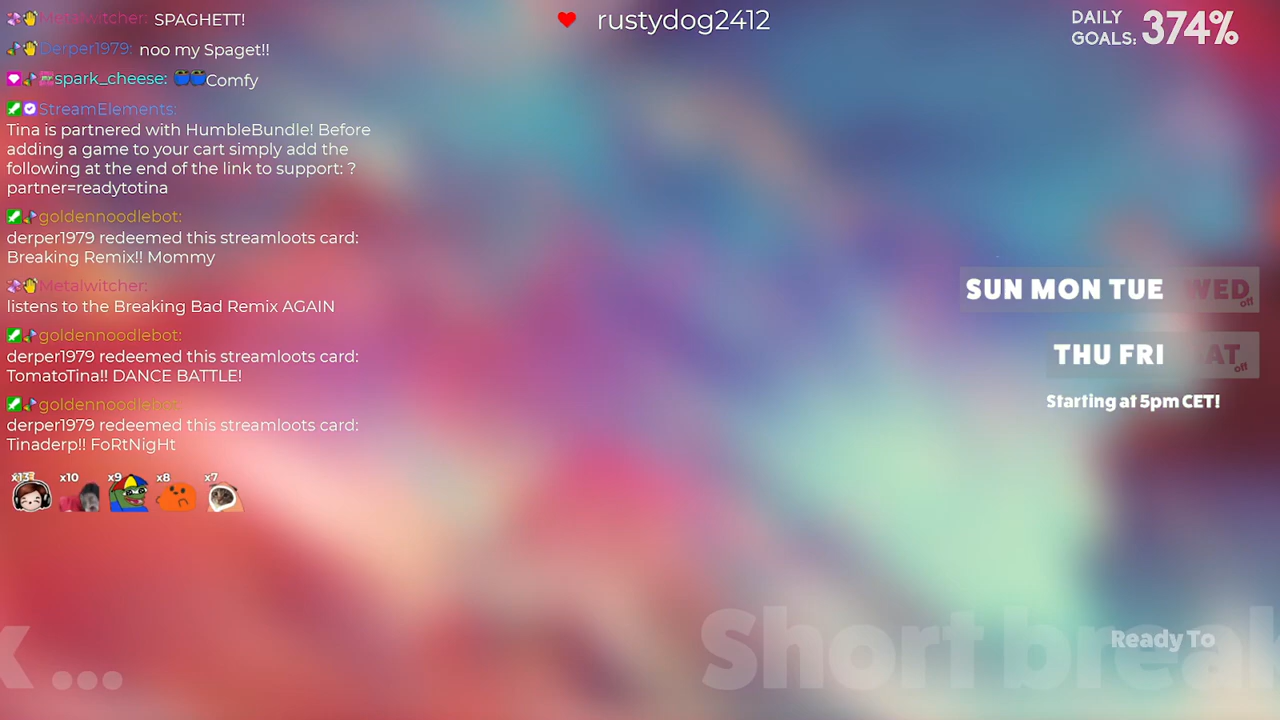 Metalwitcher: SPAGHETT!
Derper1979: noo my Spaget!!
spark_cheese: Comfy
StreamElements:
Tina is partnered with HumbleBundle! Before
adding a game to your cart simply add the
following at the end of the link to support: ?
partner=readytotina
goldennoodlebot:
derper1979 redeemed this streamloots card:
Breaking Remix!! Mommy
Metalwitcher:
listens to the Breaking Bad Remix AGAIN
goldennoodlebot:
derper1979 redeemed this streamloots card:
TomatoTina!! DANCE BATTLE!
goldennoodlebot:
derper1979 redeemed this streamloots card:
Tinaderp!! FoRtNigHt
x137 x10 x9 x8 x7
rustydog2412
DAILY
GOALS: 374%
SUN MON TUE WED off
THU FRI SAT off
Starting at 5pm CET!
Ready To
Short break ...